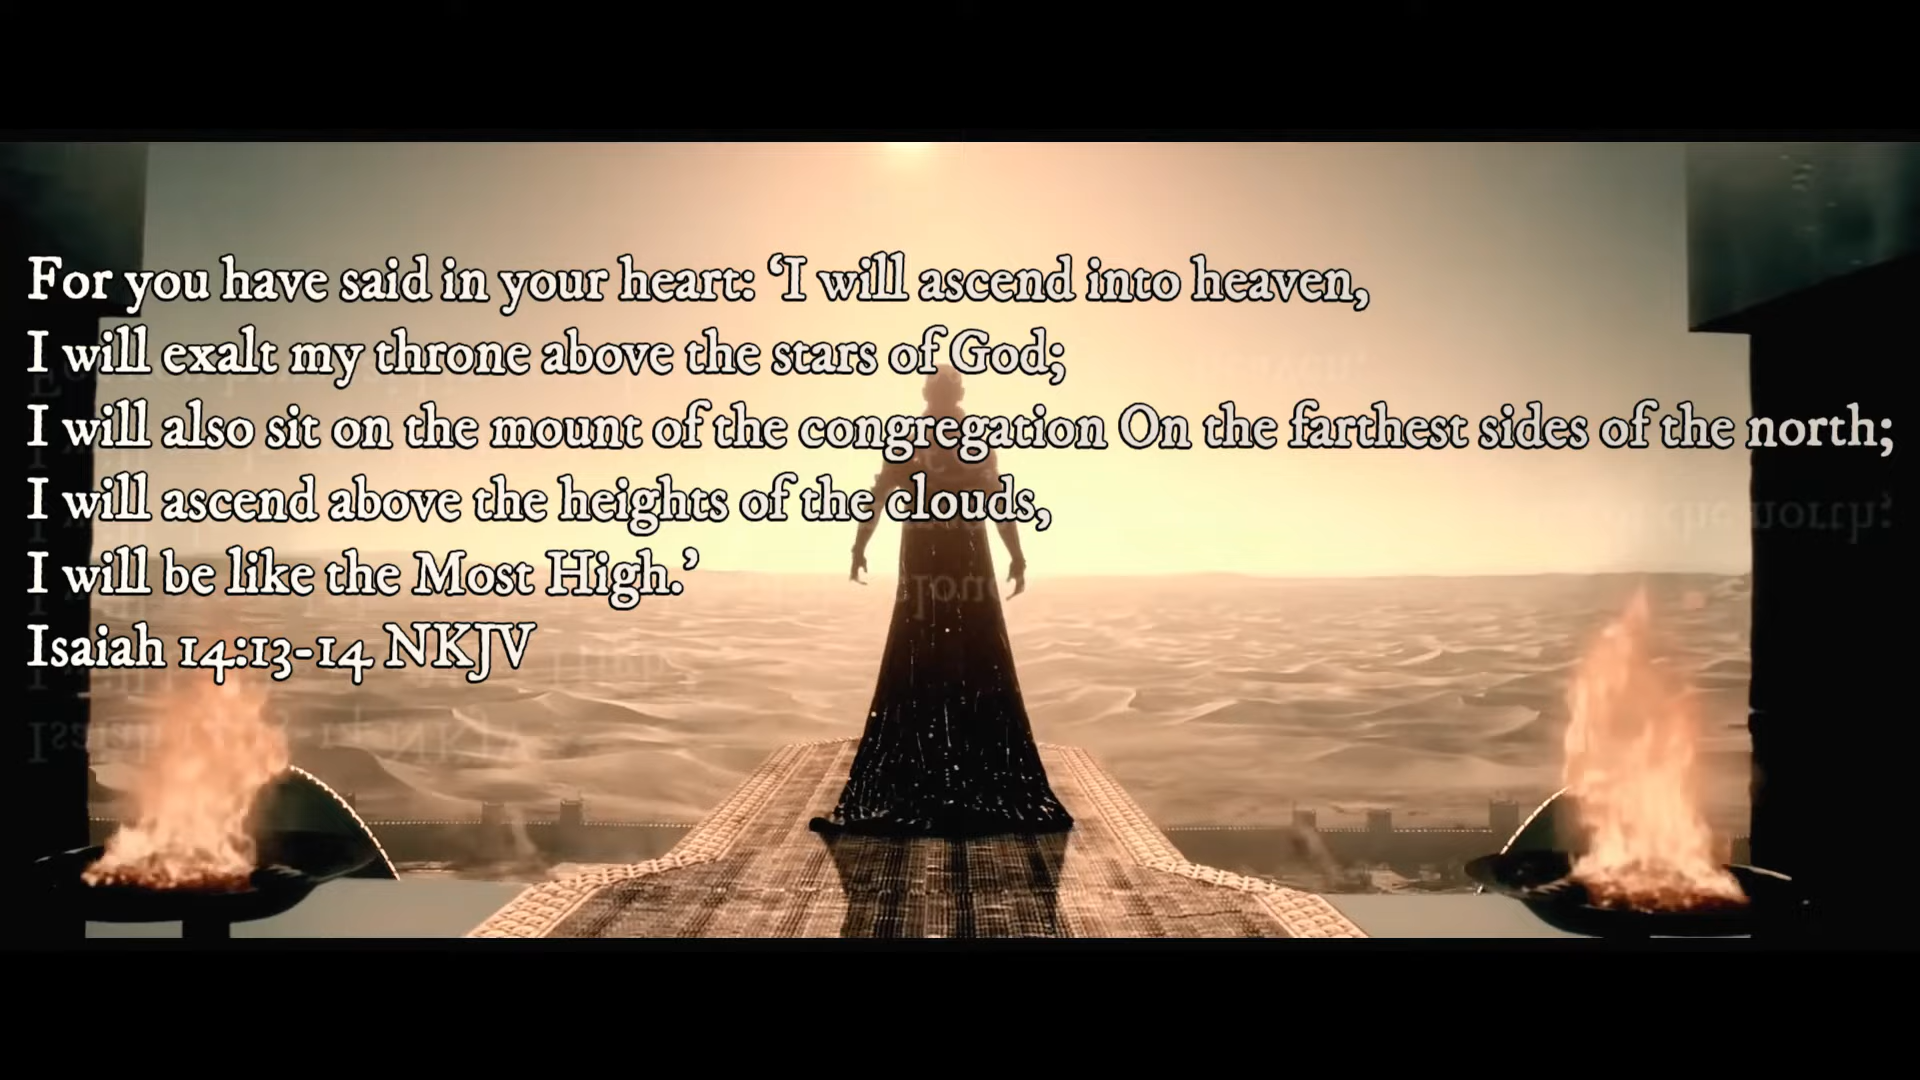 For you have said in your heart: ‘I will ascend into heaven,
I will exalt my throne above the stars of God;
I will also sit on the mount of the congregation On the farthest sides of the north;
I will ascend above the heights of the clouds,
I will be like the Most High.’
Isaiah 14:13-14 NKJV